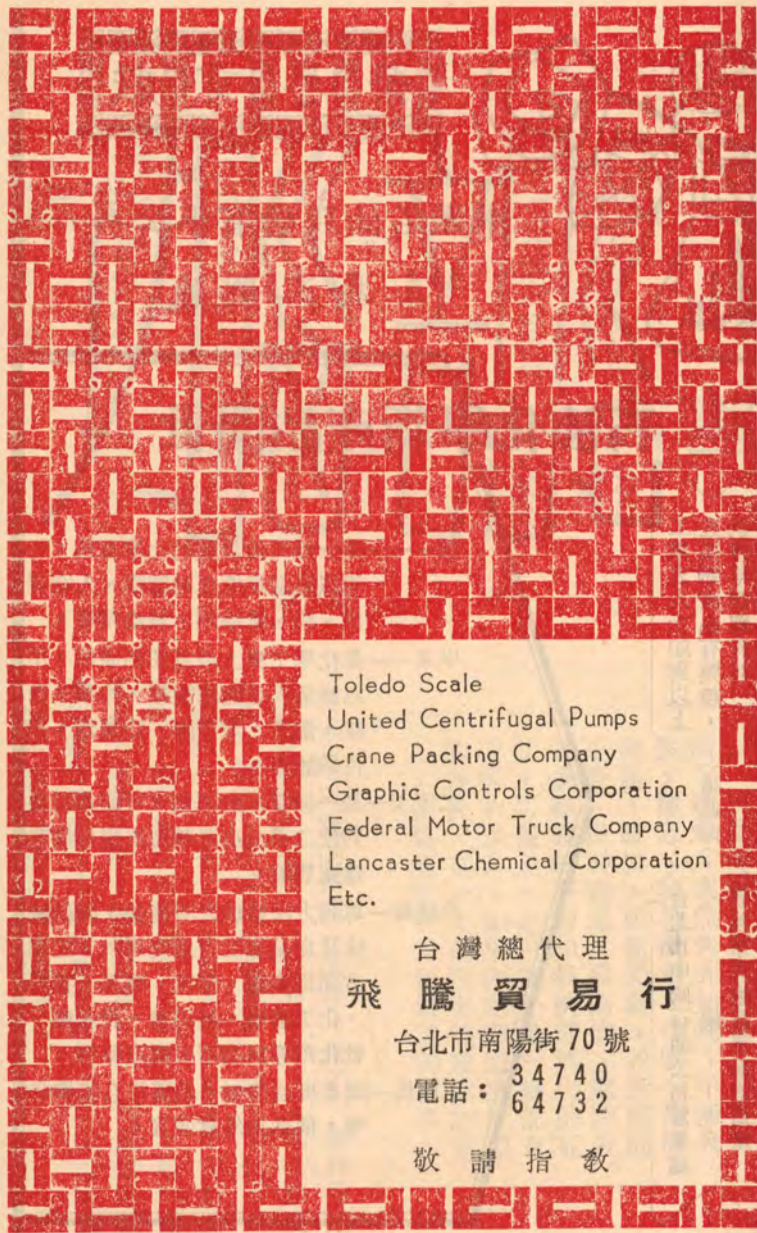 Toledo Scale
United Centrifugal Pumps
Crane Packing Company
Graphic Controls Corporation
Federal Motor Truck Company
Lancaster Chemical Corporation
Etc.
台灣總代理
飛騰貿易行
台北市南陽街70號
電話：34740
64732
敬請指教